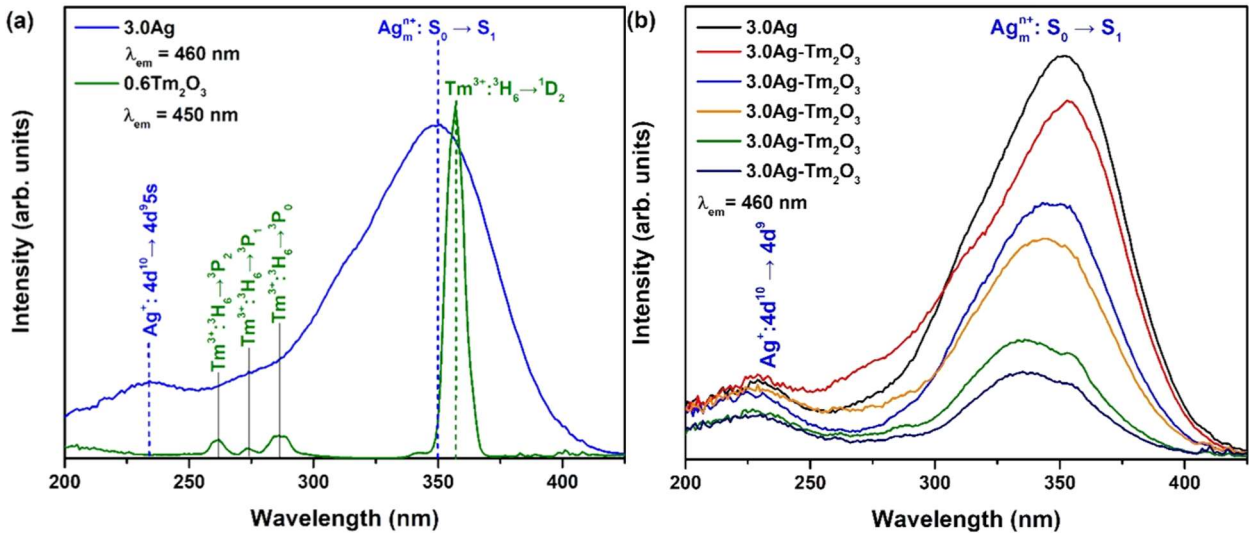 (a)
3.0Ag
λem = 460 nm
0.6Tm₂O₃
λem = 450 nm
Agₘⁿ⁺: S₀ → S₁
Tm³⁺:³H₆→¹D₂
Ag⁺: 4d¹⁰→ 4d⁹5s
Tm³⁺:³H₆→³P₂
Tm³⁺:³H₆→³P₁
Tm³⁺:³H₆→³P₀
Intensity (arb. units)
200 250 300 350 400
Wavelength (nm)
(b)
3.0Ag
3.0Ag-Tm₂O₃
3.0Ag-Tm₂O₃
3.0Ag-Tm₂O₃
3.0Ag-Tm₂O₃
3.0Ag-Tm₂O₃
λem= 460 nm
Agₘⁿ⁺: S₀ → S₁
Ag⁺:4d¹⁰→ 4d⁹
Intensity (arb. units)
200 250 300 350 400
Wavelength (nm)